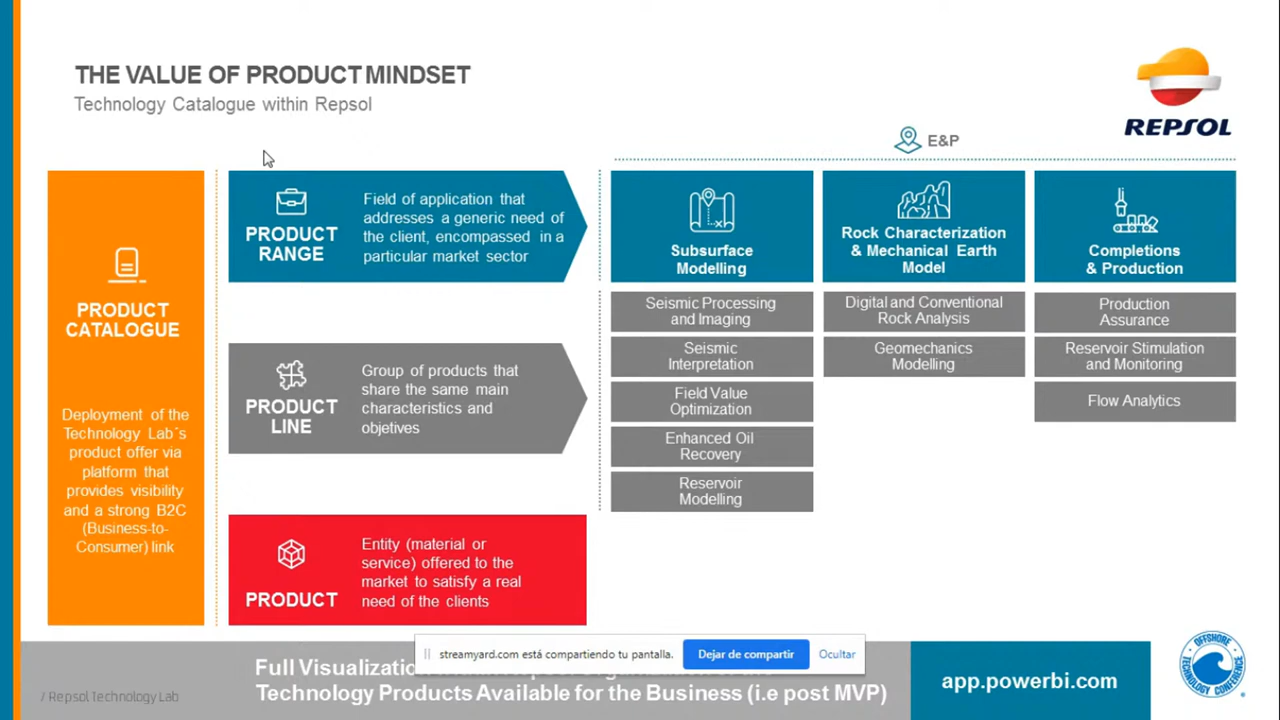 THE VALUE OF PRODUCT MINDSET
Technology Catalogue within Repsol
REPSOL
E&P
PRODUCT
CATALOGUE
Deployment of the
Technology Lab´s
product offer via
platform that
provides visibility
and a strong B2C
(Business-to-
Consumer) link
PRODUCT
RANGE
Field of application that
addresses a generic need of
the client, encompassed in a
particular market sector
PRODUCT
LINE
Group of products that
share the same main
characteristics and
objetives
PRODUCT
Entity (material or
service) offered to the
market to satisfy a real
need of the clients
Subsurface
Modelling
Seismic Processing
and Imaging
Seismic
Interpretation
Field Value
Optimization
Enhanced Oil
Recovery
Reservoir
Modelling
Rock Characterization
& Mechanical Earth
Model
Digital and Conventional
Rock Analysis
Geomechanics
Modelling
Completions
& Production
Production
Assurance
Reservoir Stimulation
and Monitoring
Flow Analytics
streamyard.com está compartiendo tu pantalla.
Dejar de compartir
Ocultar
/ Repsol Technology Lab
Full
Technology Products Available for the Business (i.e post MVP)
app.powerbi.com
OFFSHORE
TECHNOLOGY CONFERENCE